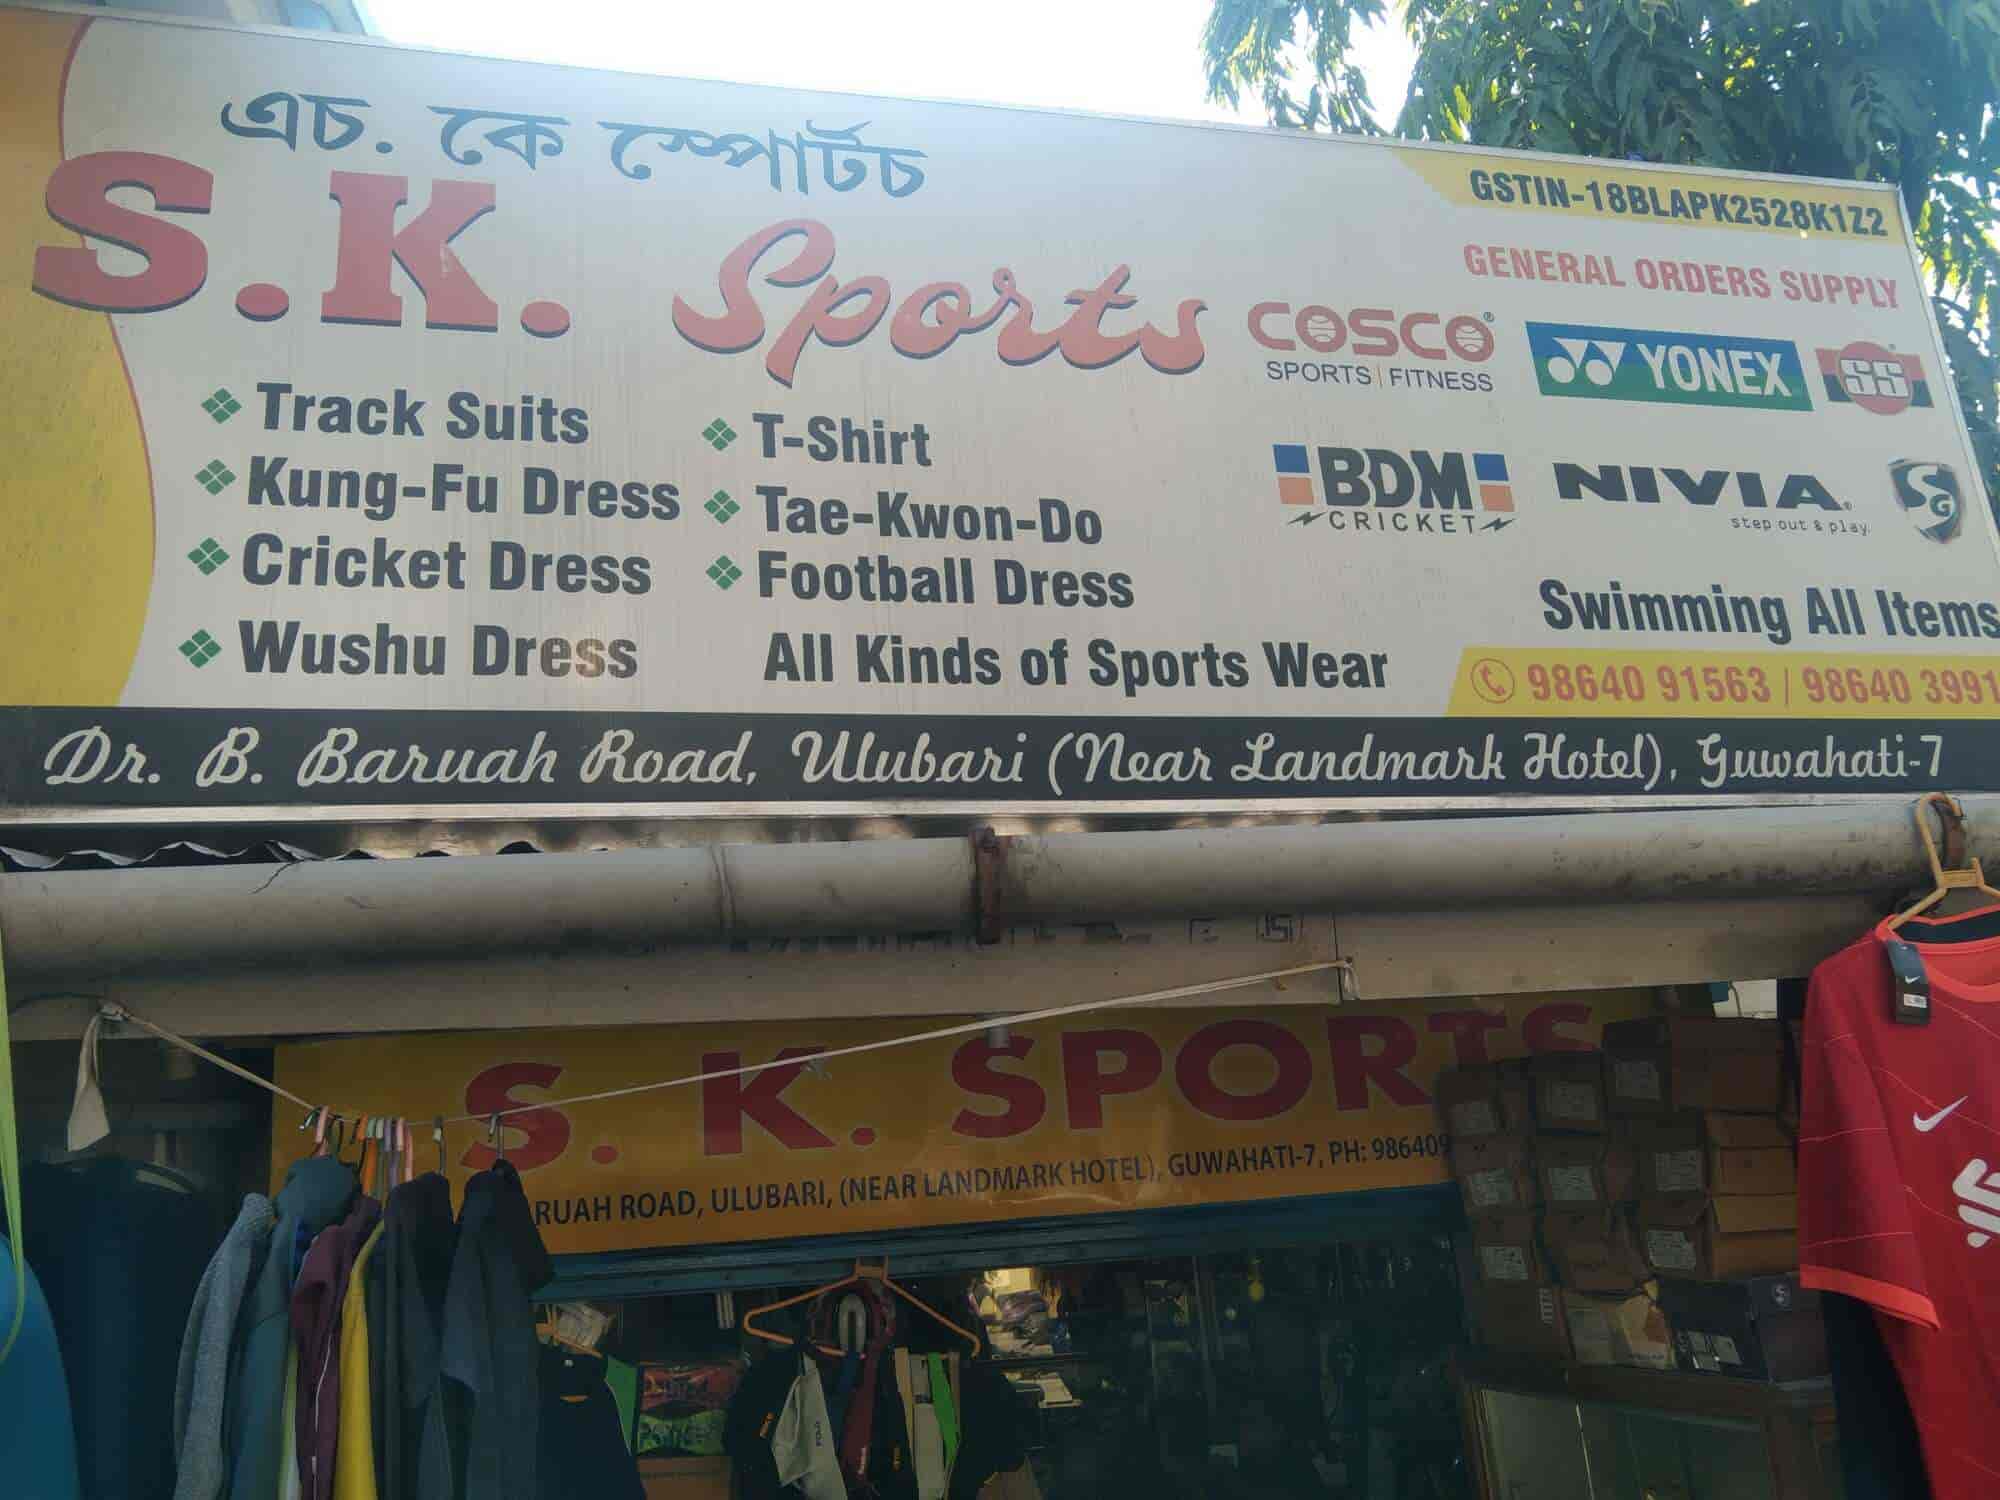 এচ. কে স্পোর্টচ
S.K. Sports
GSTIN-18BLAPK2528K1Z2
GENERAL ORDERS SUPPLY
COSCO®
SPORTS | FITNESS
YONEX
SS
BDM
CRICKET
NIVIA®
step out & play
SG
Track Suits
Kung-Fu Dress
Cricket Dress
Wushu Dress
T-Shirt
Tae-Kwon-Do
Football Dress
All Kinds of Sports Wear
Swimming All Items
98640 91563 / 98640 3991
Dr. B. Baruah Road, Ulubari (Near Landmark Hotel), Guwahati-7
S. K. SPORTS
RUAH ROAD, ULUBARI, (NEAR LANDMARK HOTEL), GUWAHATI-7, PH: 986409